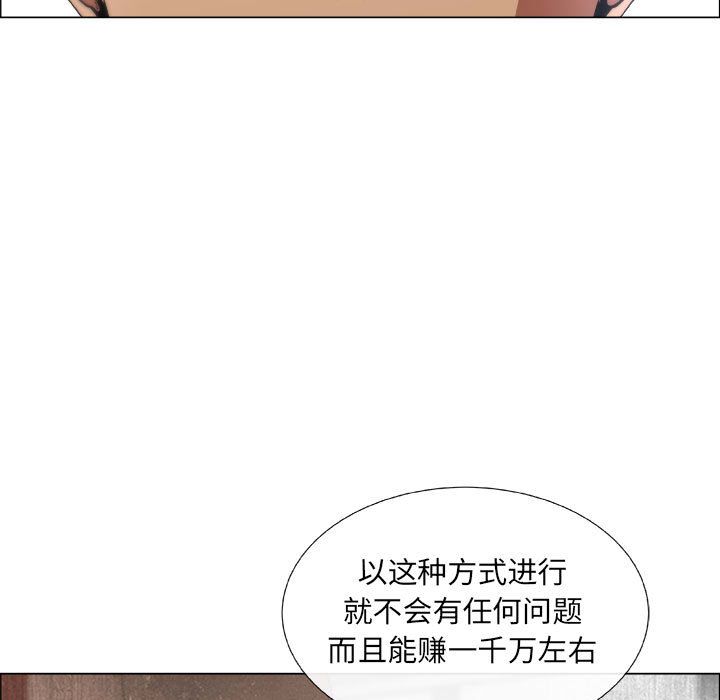 以这种方式进行
就不会有任何问题
而且能赚一千万左右